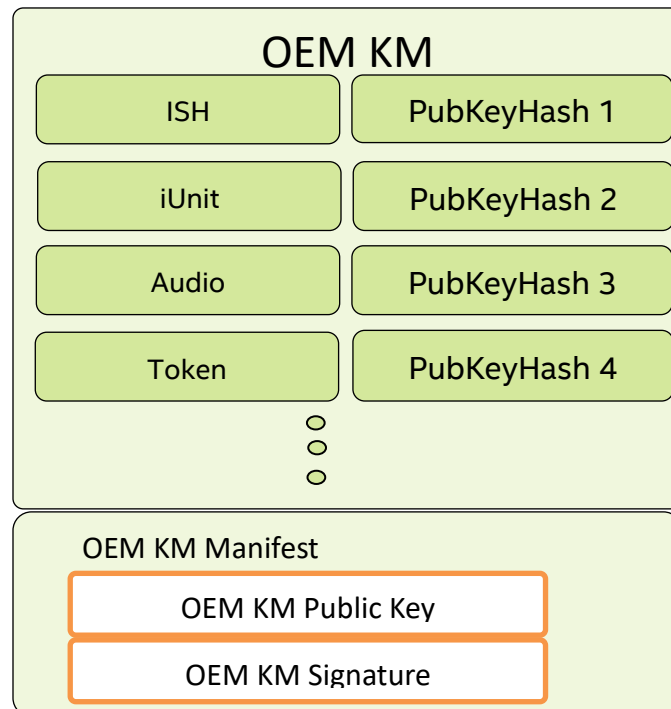 OEM KM
ISH PubKeyHash 1
iUnit PubKeyHash 2
Audio PubKeyHash 3
Token PubKeyHash 4
OEM KM Manifest
OEM KM Public Key
OEM KM Signature